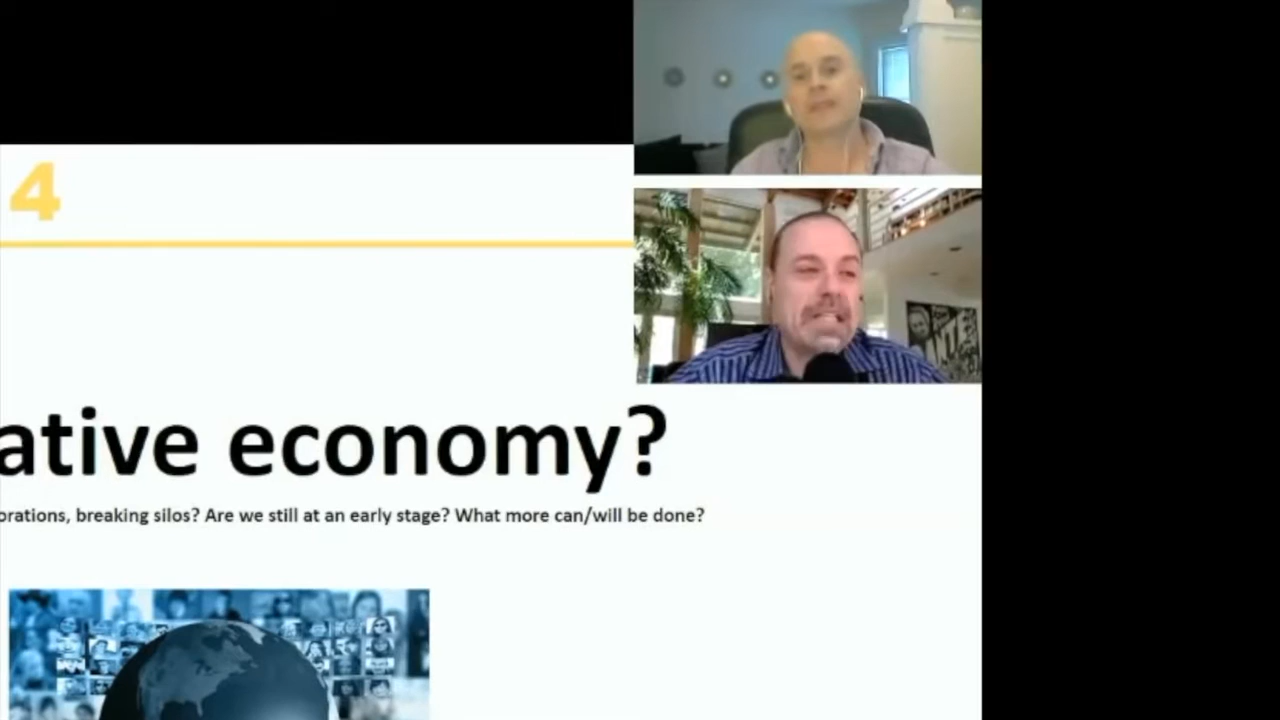 4
ative economy?
orations, breaking silos? Are we still at an early stage? What more can/will be done?